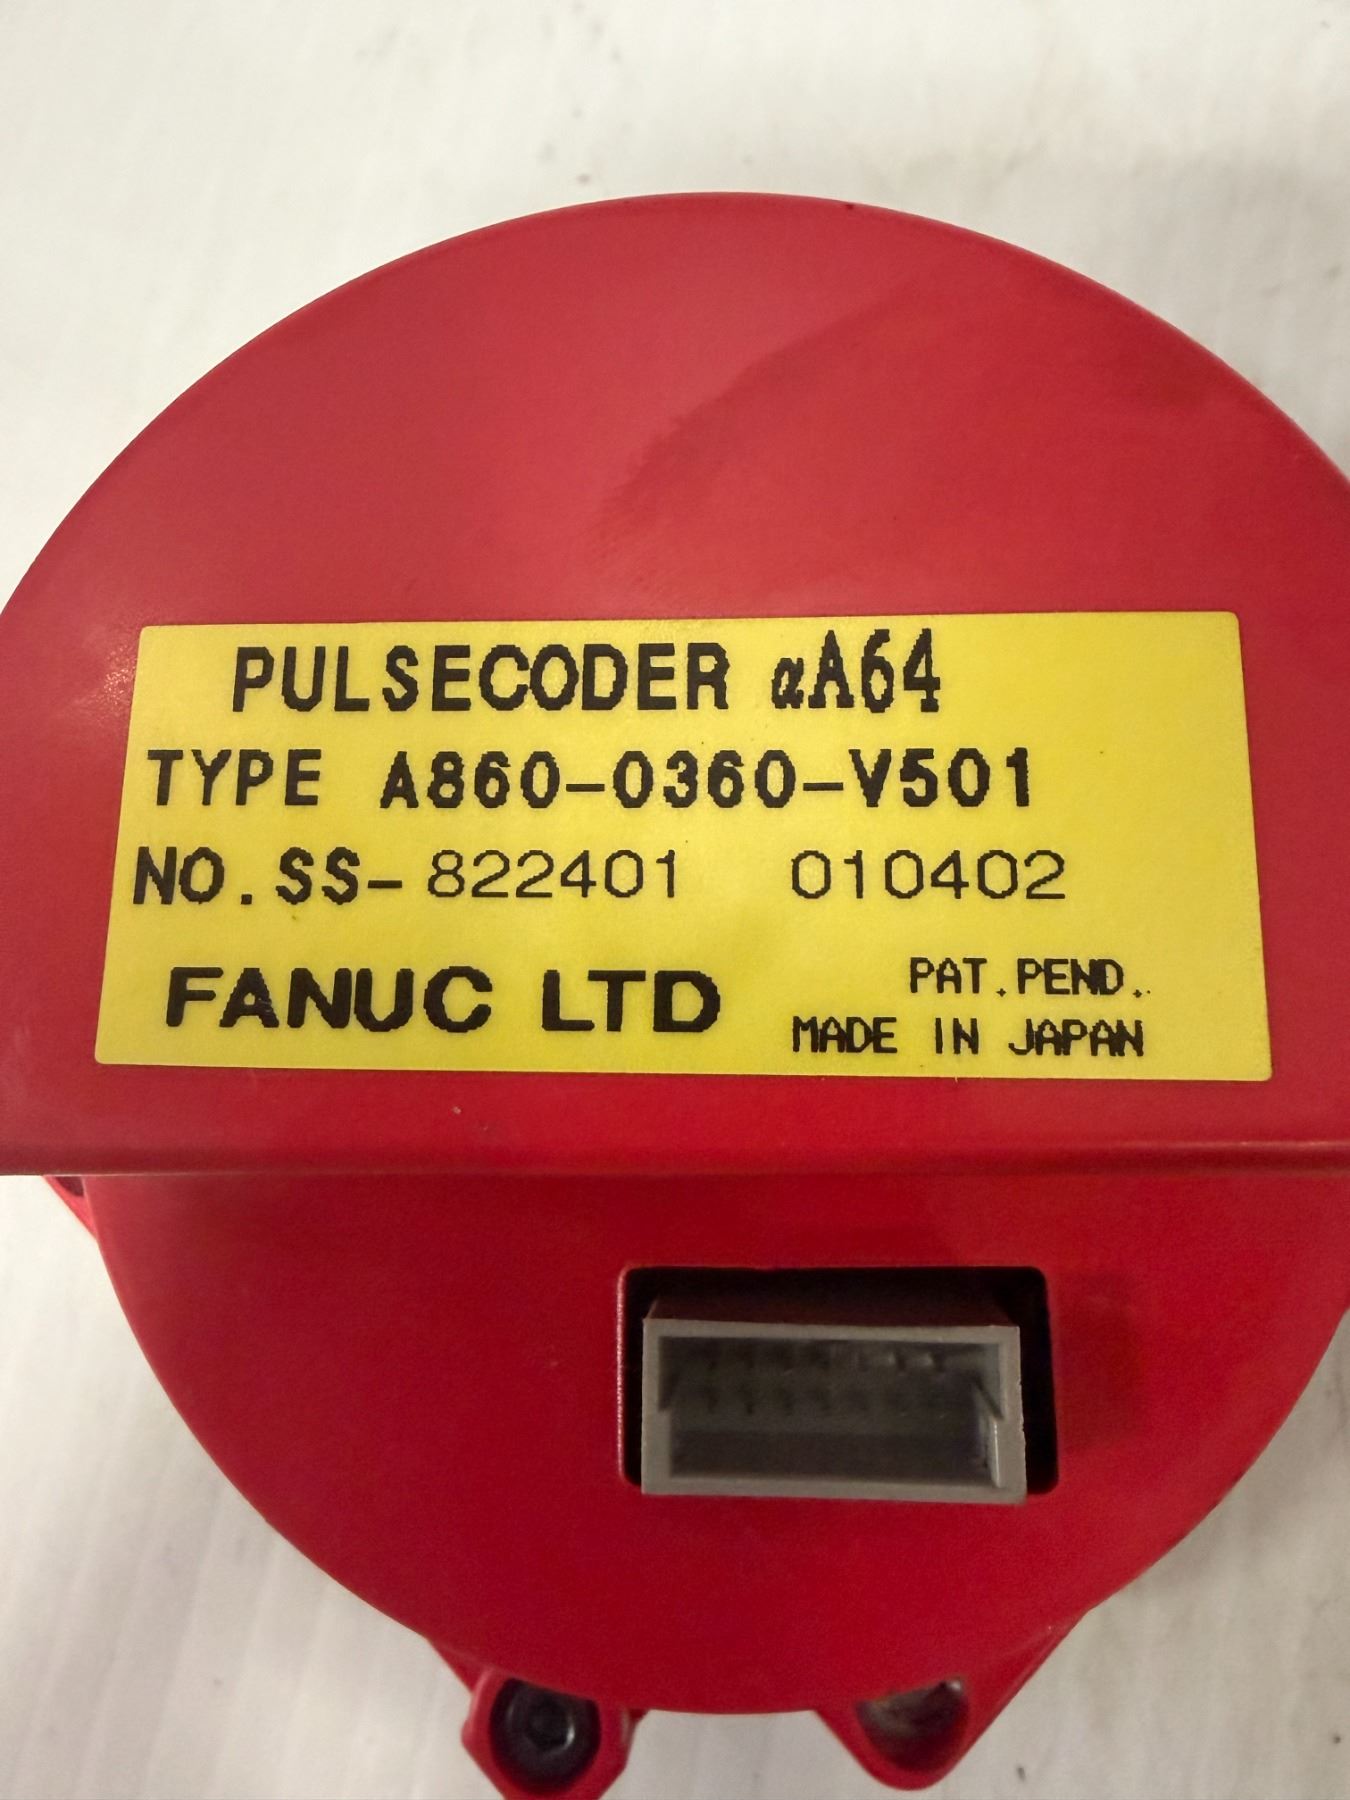 PULSECODER αA64
TYPE A860-0360-V501
NO.SS-822401 010402
FANUC LTD
PAT.PEND.
MADE IN JAPAN